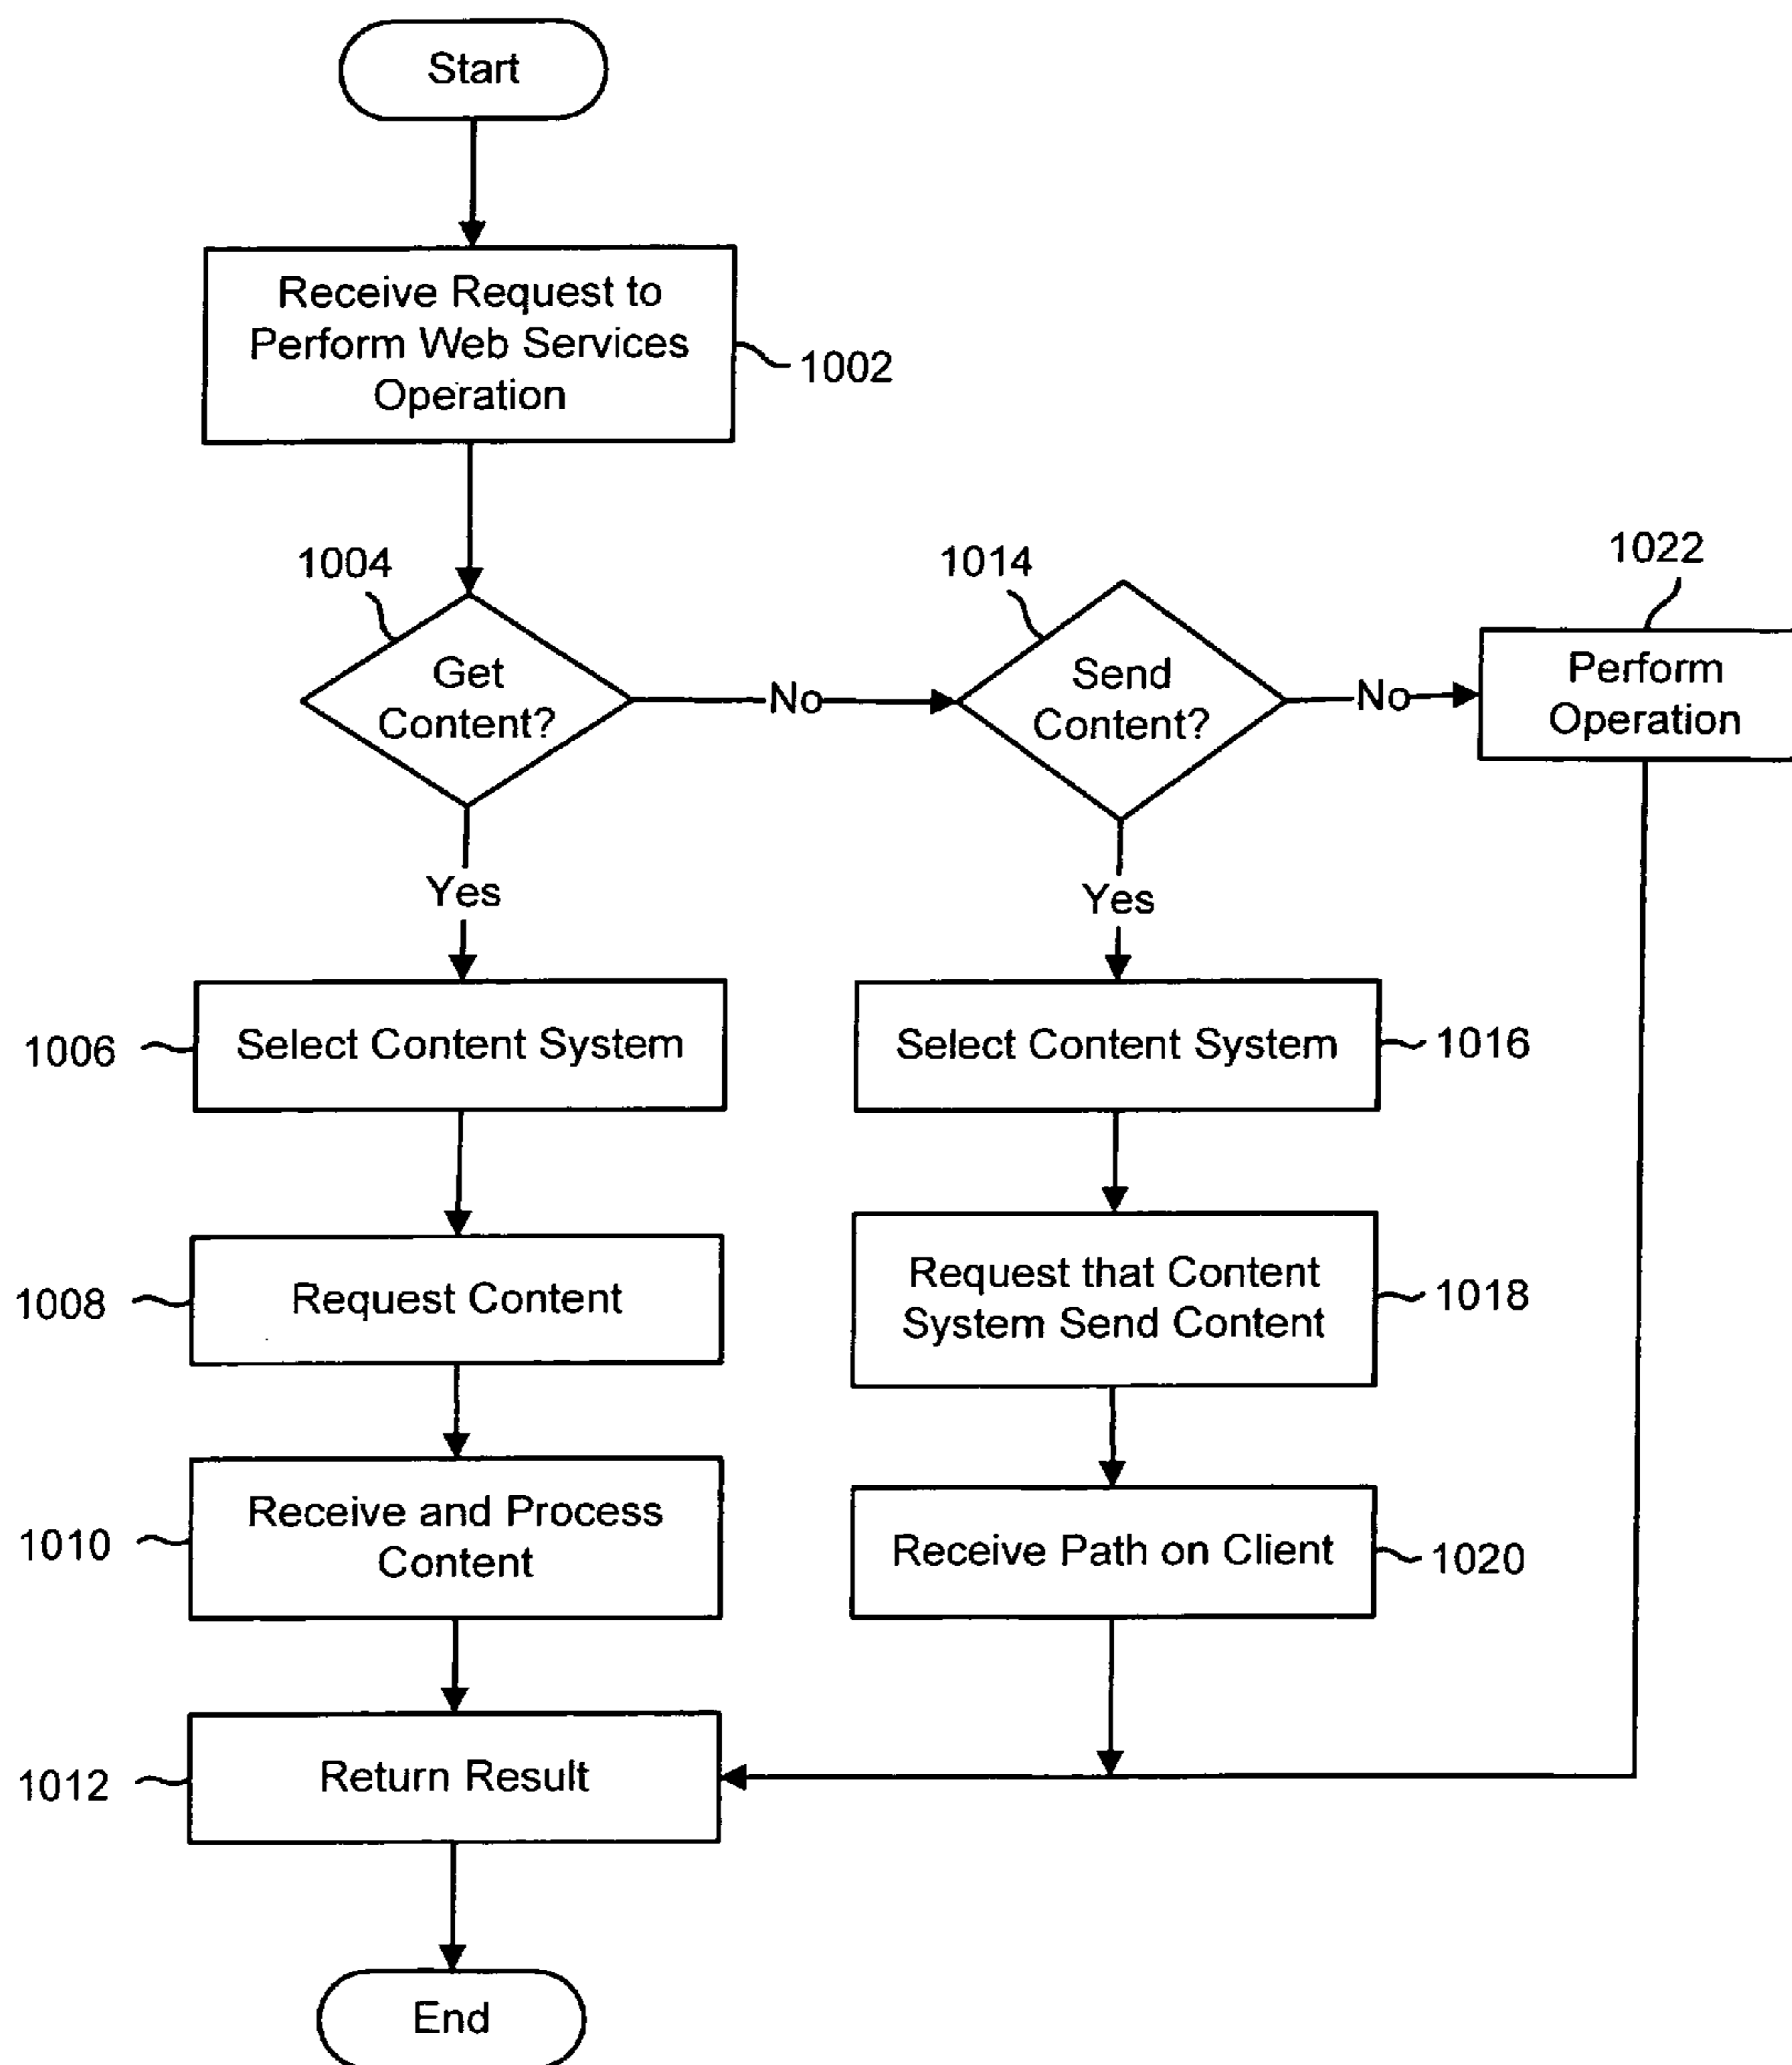 Start
Receive Request to
Perform Web Services
Operation
1002
1004
Get
Content?
No
1014
Send
Content?
No
1022
Perform
Operation
Yes
Yes
1006
Select Content System
Select Content System
1016
1008
Request Content
Request that Content
System Send Content
1018
1010
Receive and Process
Content
Receive Path on Client
1020
1012
Return Result
End